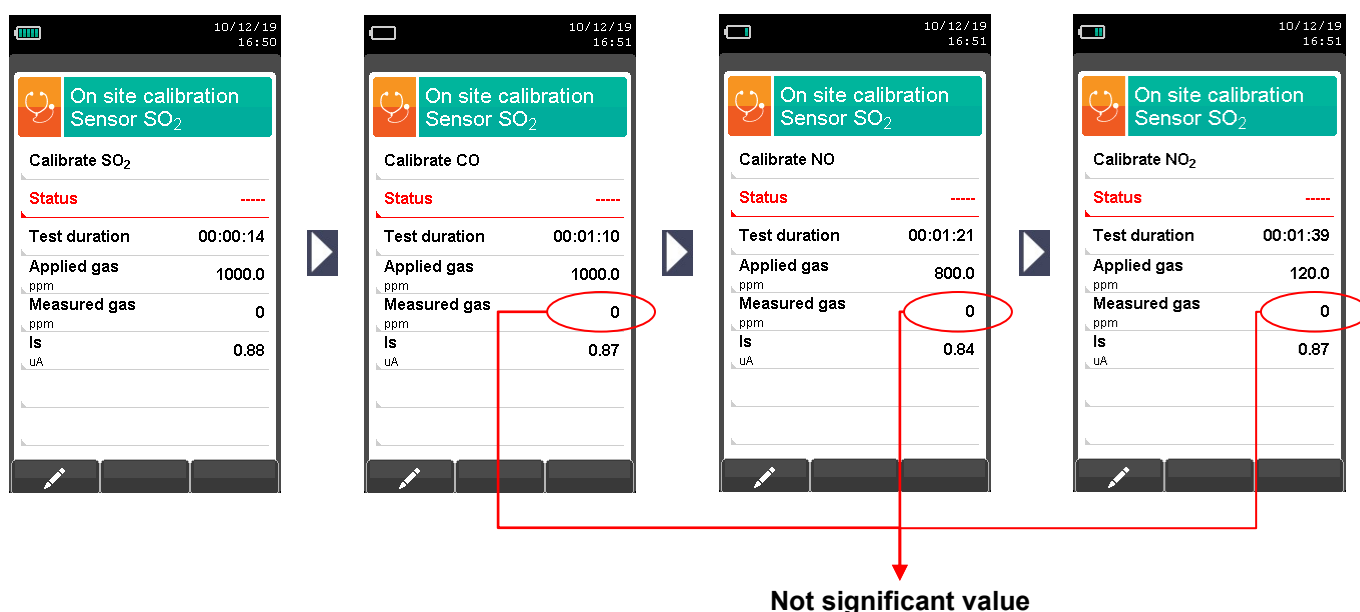 10/12/19
16:50
On site calibration
Sensor SO₂
Calibrate SO₂
Status -----
Test duration 00:00:14
Applied gas 1000.0
ppm
Measured gas 0
ppm
Is 0.88
uA
10/12/19
16:51
On site calibration
Sensor SO₂
Calibrate CO
Status -----
Test duration 00:01:10
Applied gas 1000.0
ppm
Measured gas 0
ppm
Is 0.87
uA
10/12/19
16:51
On site calibration
Sensor SO₂
Calibrate NO
Status -----
Test duration 00:01:21
Applied gas 800.0
ppm
Measured gas 0
ppm
Is 0.84
uA
10/12/19
16:51
On site calibration
Sensor SO₂
Calibrate NO₂
Status -----
Test duration 00:01:39
Applied gas 120.0
ppm
Measured gas 0
ppm
Is 0.87
uA
Not significant value